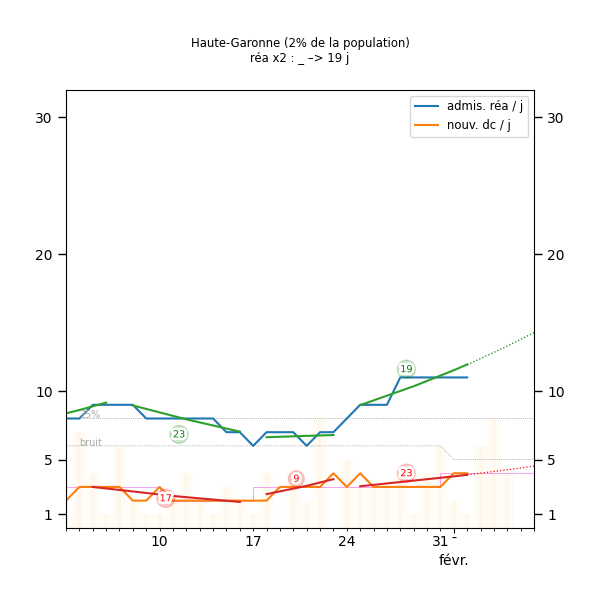 Haute-Garonne (2% de la population)
réa x2 : _ –> 19 j
admis. réa / j
nouv. dc / j
30 30
20 20
19
10 10
25%
23
bruit
5 5
9 23
17
1 1
10 17 24 31 -
févr.